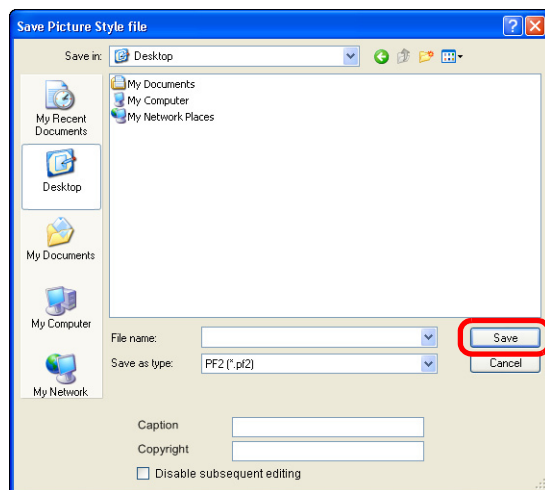 Save Picture Style file
Save in:
Desktop
My Recent
Documents
Desktop
My Documents
My Computer
My Network
My Documents
My Computer
My Network Places
File name:
Save
Save as type:
PF2 (*.pf2)
Cancel
Caption
Copyright
Disable subsequent editing